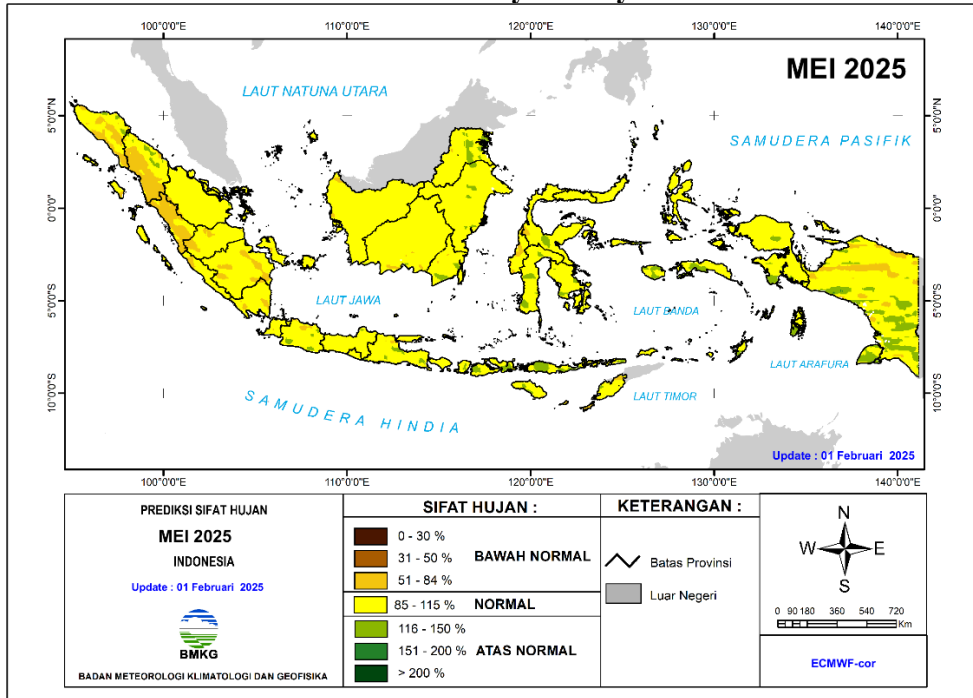 100°0'0"E 110°0'0"E 120°0'0"E 130°0'0"E 140°0'0"E
MEI 2025
LAUT NATUNA UTARA
5°0'0"N 5°0'0"N
SAMUDERA PASIFIK
0°0'0" 0°0'0"
LAUT JAWA
LAUT BANDA
5°0'0"S 5°0'0"S
LAUT ARAFURA
LAUT TIMOR
10°0'0"S 10°0'0"S
SAMUDERA HINDIA
Update : 01 Februari 2025
100°0'0"E 110°0'0"E 120°0'0"E 130°0'0"E 140°0'0"E
PREDIKSI SIFAT HUJAN
MEI 2025
INDONESIA
Update : 01 Februari 2025
BMKG
BADAN METEOROLOGI KLIMATOLOGI DAN GEOFISIKA
SIFAT HUJAN :
0 - 30 %
31 - 50 % BAWAH NORMAL
51 - 84 %
85 - 115 % NORMAL
116 - 150 %
151 - 200 % ATAS NORMAL
> 200 %
KETERANGAN :
Batas Provinsi
Luar Negeri
N
W E
S
0 90 180 360 540 720
Km
ECMWF-cor